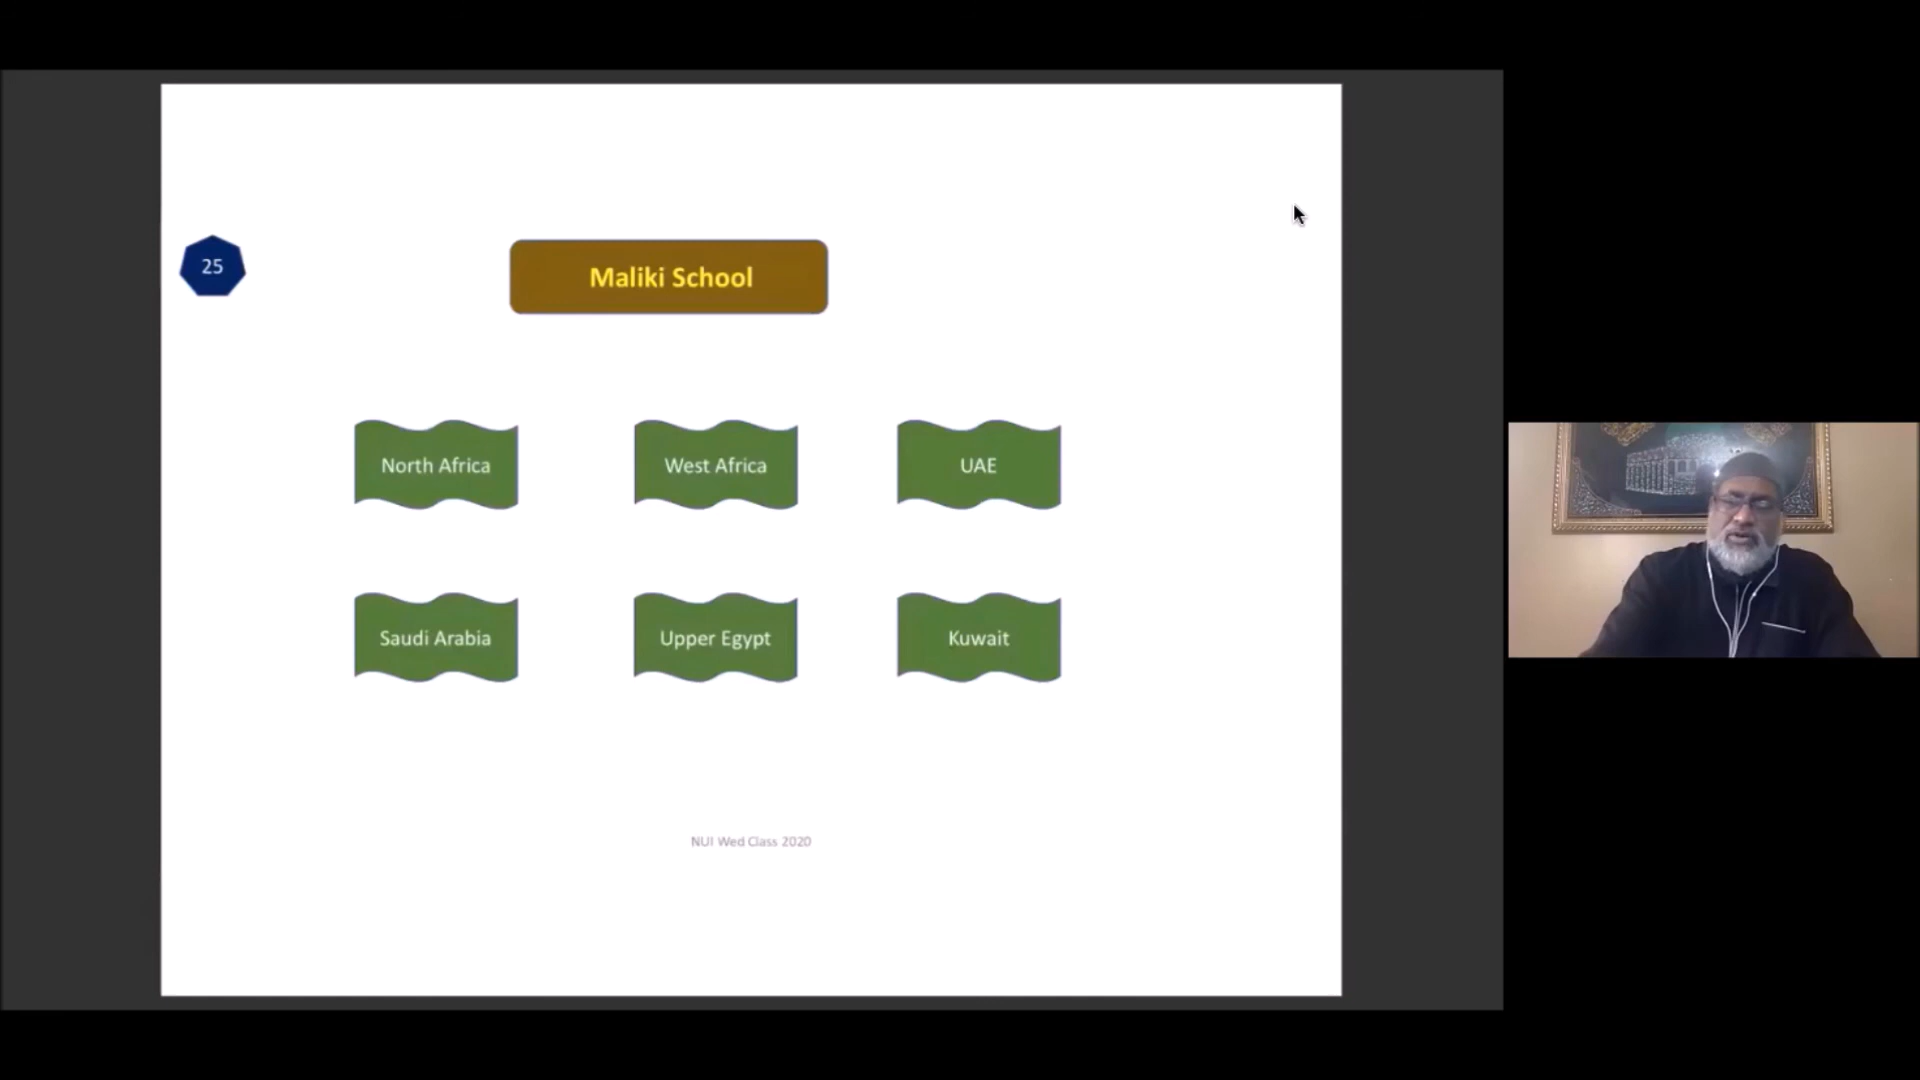 25
Maliki School
North Africa
West Africa
UAE
Saudi Arabia
Upper Egypt
Kuwait
NUI Wed Class 2020